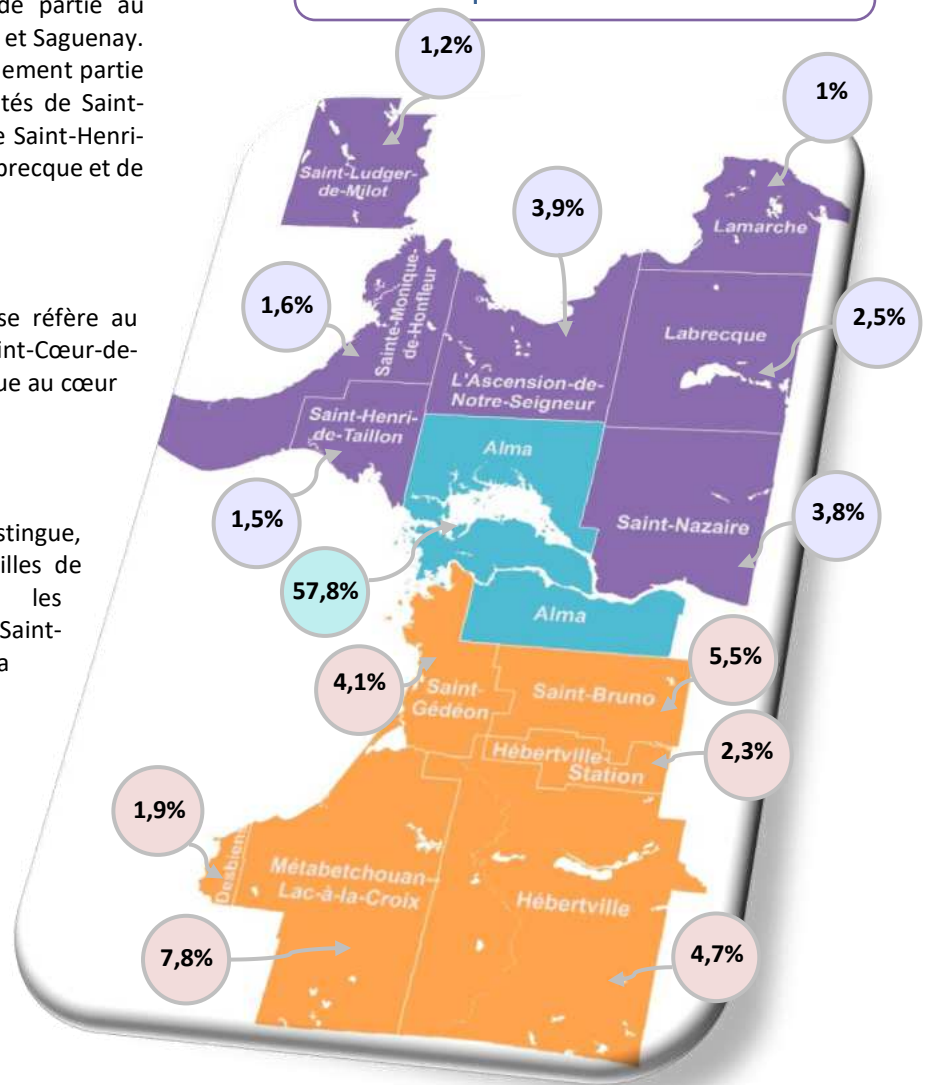 de partie au
et Saguenay.
ement partie
tés de Saint-
e Saint-Henri-
brecque et de
se réfère au
int-Cœur-de-
ue au cœur
stingue,
illes de
les
Saint-
a
1,2%
1%
Saint-Ludger-
de-Milot
3,9%
Lamarche
1,6%
Sainte-Monique-
de-Honfleur
2,5%
Labrecque
L'Ascension-de-
Notre-Seigneur
Saint-Henri-
de-Taillon
Alma
1,5%
3,8%
Saint-Nazaire
57,8%
Alma
4,1%
5,5%
Saint-
Gédéon
Saint-Bruno
Hébertville-
Station
2,3%
1,9%
Desbiens
Métabetchouan–
Lac-à-la-Croix
Hébertville
7,8%
4,7%